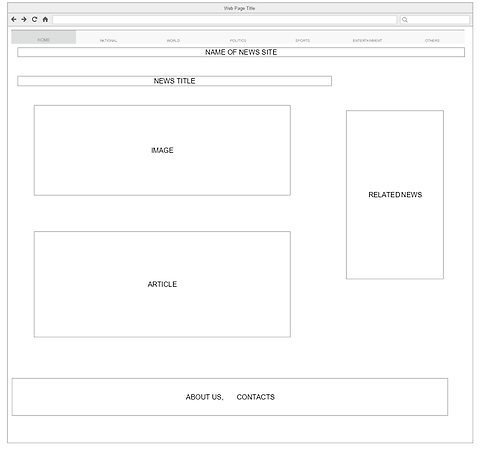 Web Page Title
HOME NATIONAL WORLD POLITICS SPORTS ENTERTAINMENT OTHERS
NAME OF NEWS SITE
NEWS TITLE
IMAGE
RELATED NEWS
ARTICLE
ABOUT US, CONTACTS